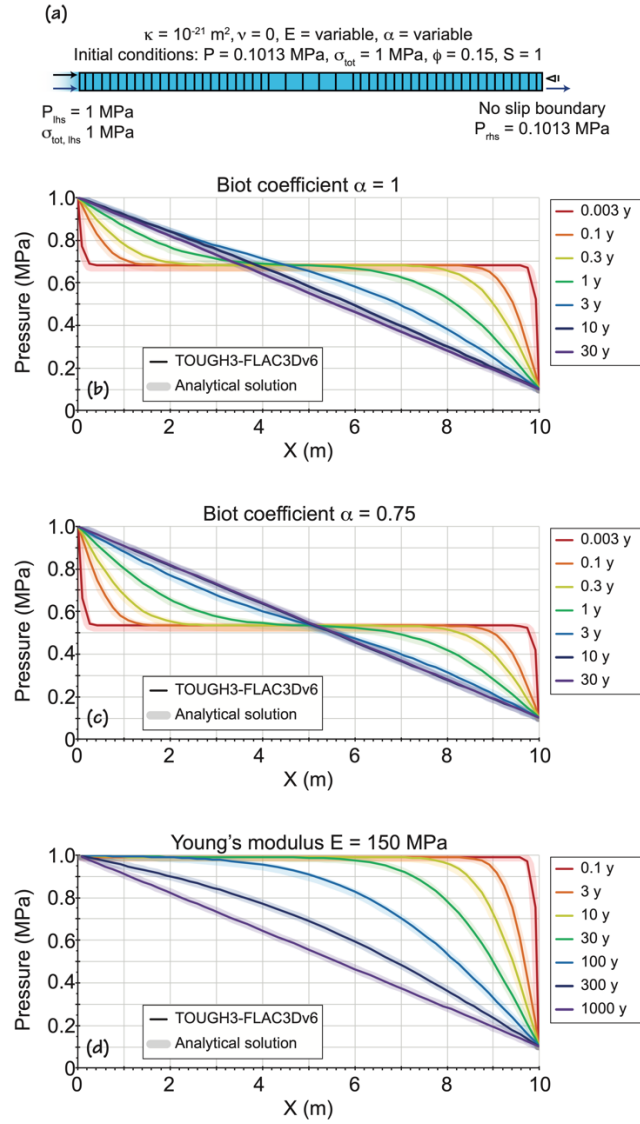 (a)
κ = 10⁻²¹ m², ν = 0, E = variable, α = variable
Initial conditions: P = 0.1013 MPa, σtot = 1 MPa, ϕ = 0.15, S = 1
Plhs = 1 MPa
σtot, lhs 1 MPa
No slip boundary
Prhs = 0.1013 MPa
Biot coefficient α = 1
Pressure (MPa)
1.0
0.8
0.6
0.4
0.2
0
(b)
TOUGH3-FLAC3Dv6
Analytical solution
0 2 4 6 8 10
X (m)
0.003 y
0.1 y
0.3 y
1 y
3 y
10 y
30 y
Biot coefficient α = 0.75
Pressure (MPa)
1.0
0.8
0.6
0.4
0.2
0
(c)
TOUGH3-FLAC3Dv6
Analytical solution
0 2 4 6 8 10
X (m)
0.003 y
0.1 y
0.3 y
1 y
3 y
10 y
30 y
Young's modulus E = 150 MPa
Pressure (MPa)
1.0
0.8
0.6
0.4
0.2
0
(d)
TOUGH3-FLAC3Dv6
Analytical solution
0 2 4 6 8 10
X (m)
0.1 y
3 y
10 y
30 y
100 y
300 y
1000 y